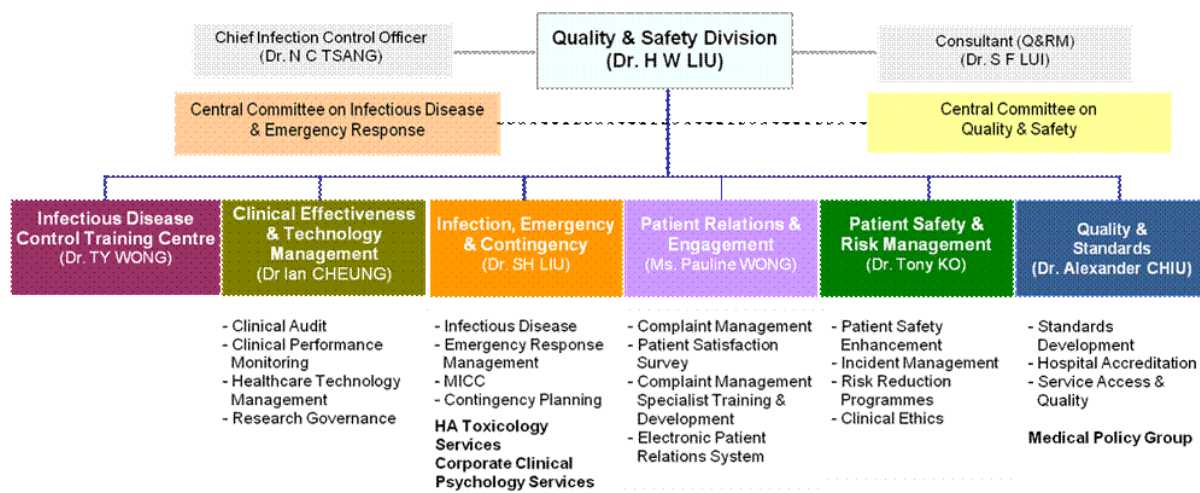 Chief Infection Control Officer
(Dr. N C TSANG)
Quality & Safety Division
(Dr. H W LIU)
Consultant (Q&RM)
(Dr. S F LUI)
Central Committee on Infectious Disease
& Emergency Response
Central Committee on
Quality & Safety
Infectious Disease
Control Training Centre
(Dr. TY WONG)
Clinical Effectiveness
& Technology
Management
(Dr Ian CHEUNG)
Infection, Emergency
& Contingency
(Dr. SH LIU)
Patient Relations &
Engagement
(Ms. Pauline WONG)
Patient Safety &
Risk Management
(Dr. Tony KO)
Quality &
Standards
(Dr. Alexander CHIU)
- Clinical Audit
- Clinical Performance
Monitoring
- Healthcare Technology
Management
- Research Governance
- Infectious Disease
- Emergency Response
Management
- MICC
- Contingency Planning
HA Toxicology
Services
Corporate Clinical
Psychology Services
- Complaint Management
- Patient Satisfaction
Survey
- Complaint Management
Specialist Training &
Development
- Electronic Patient
Relations System
- Patient Safety
Enhancement
- Incident Management
- Risk Reduction
Programmes
- Clinical Ethics
- Standards
Development
- Hospital Accreditation
- Service Access &
Quality
Medical Policy Group